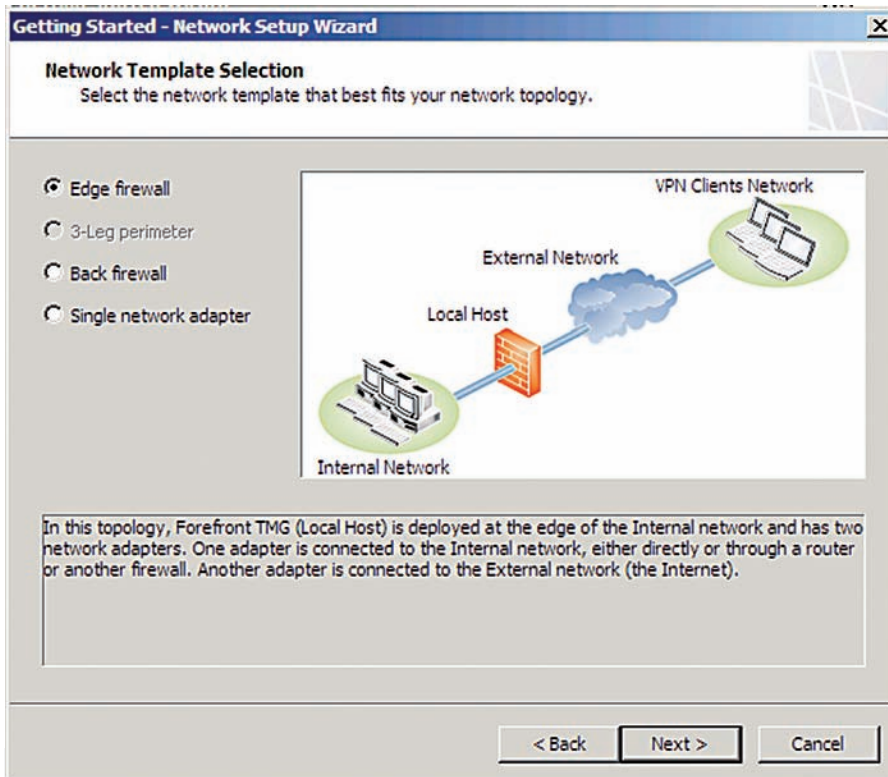 Getting Started - Network Setup Wizard
Network Template Selection
Select the network template that best fits your network topology.
Edge firewall
3-Leg perimeter
Back firewall
Single network adapter
VPN Clients Network
External Network
Local Host
Internal Network
In this topology, Forefront TMG (Local Host) is deployed at the edge of the Internal network and has two
network adapters. One adapter is connected to the Internal network, either directly or through a router
or another firewall. Another adapter is connected to the External network (the Internet).
< Back
Next >
Cancel